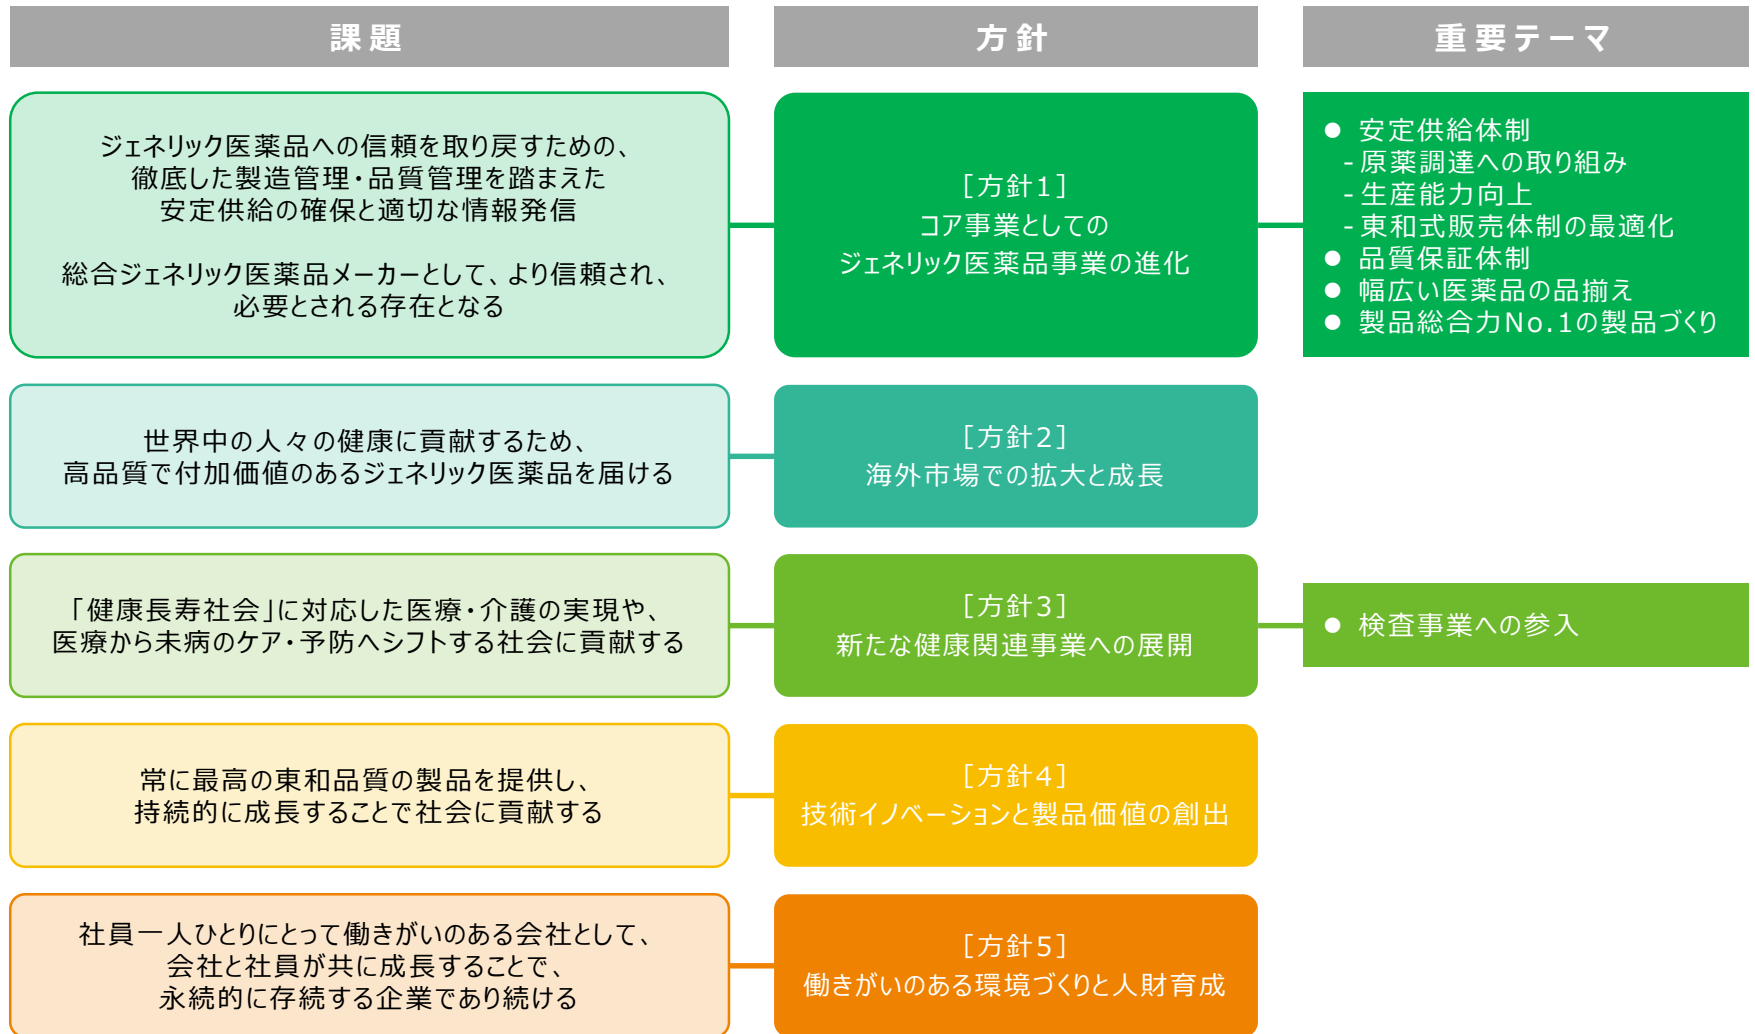 課題
方針
重要テーマ
ジェネリック医薬品への信頼を取り戻すための、
徹底した製造管理・品質管理を踏まえた
安定供給の確保と適切な情報発信
総合ジェネリック医薬品メーカーとして、より信頼され、
必要とされる存在となる
[方針1]
コア事業としての
ジェネリック医薬品事業の進化
● 安定供給体制
- 原薬調達への取り組み
- 生産能力向上
- 東和式販売体制の最適化
● 品質保証体制
● 幅広い医薬品の品揃え
● 製品総合力No.1の製品づくり
世界中の人々の健康に貢献するため、
高品質で付加価値のあるジェネリック医薬品を届ける
[方針2]
海外市場での拡大と成長
「健康長寿社会」に対応した医療・介護の実現や、
医療から未病のケア・予防へシフトする社会に貢献する
[方針3]
新たな健康関連事業への展開
● 検査事業への参入
常に最高の東和品質の製品を提供し、
持続的に成長することで社会に貢献する
[方針4]
技術イノベーションと製品価値の創出
社員一人ひとりにとって働きがいのある会社として、
会社と社員が共に成長することで、
永続的に存続する企業であり続ける
[方針5]
働きがいのある環境づくりと人財育成